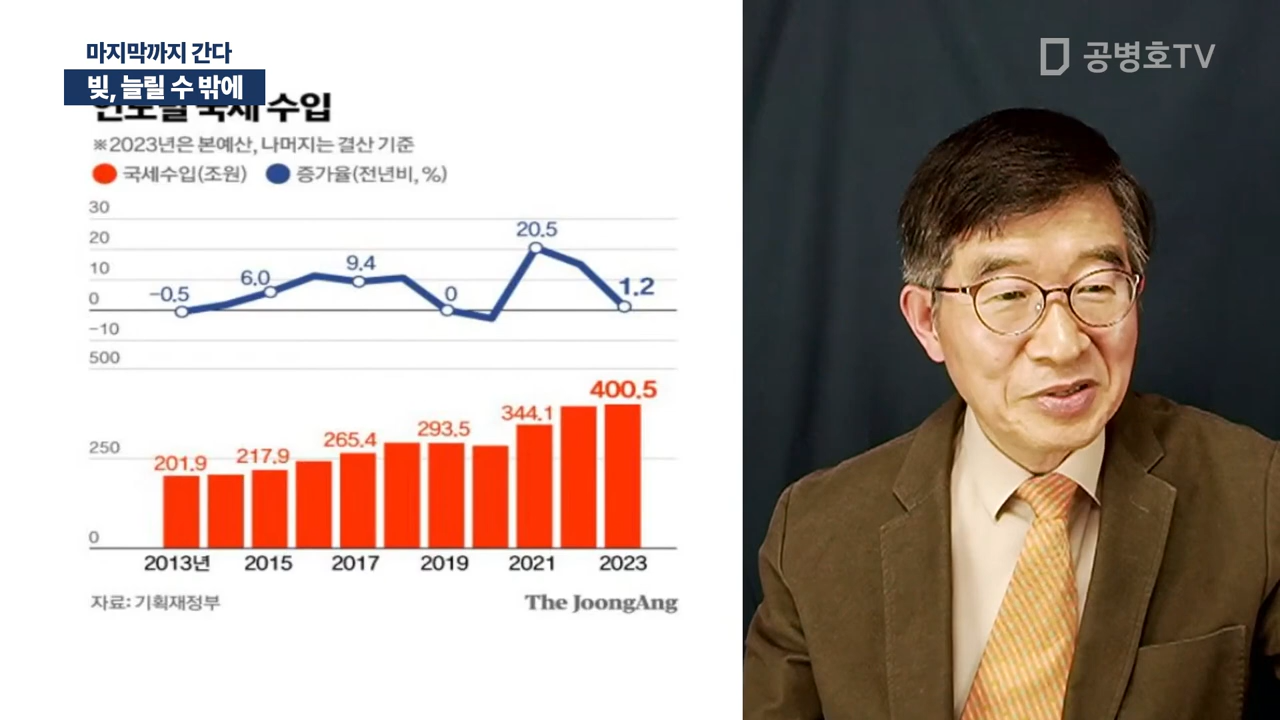 마지막까지 간다
빚, 늘릴 수 밖에
공병호TV
수입
※2023년은 본예산, 나머지는 결산 기준
국세수입(조원) 증가율(전년비, %)
30
20
10
0
-10
-0.5
6.0
9.4
0
20.5
1.2
500
250
0
201.9
217.9
265.4
293.5
344.1
400.5
2013년 2015 2017 2019 2021 2023
자료: 기획재정부
The JoongAng